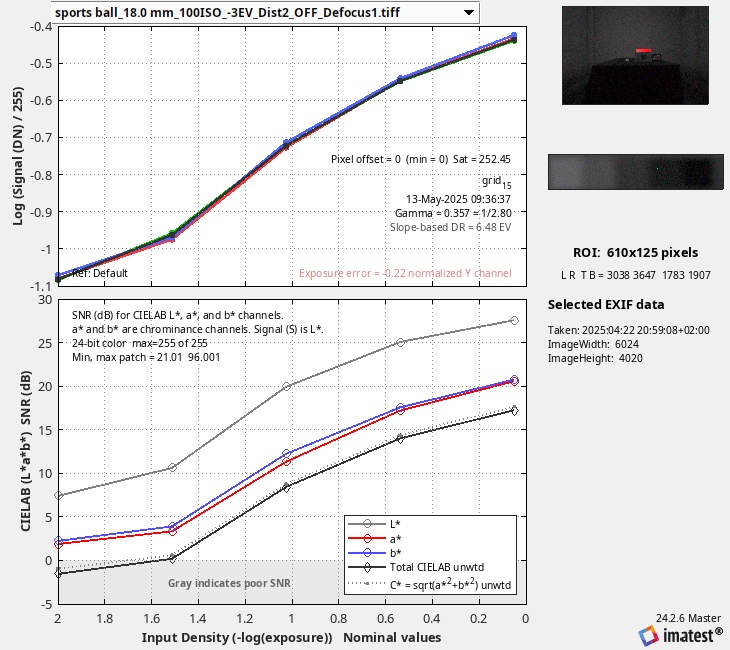 sports ball_18.0 mm_100ISO_-3EV_Dist2_OFF_Defocus1.tiff
-0.4
-0.5
-0.6
-0.7
-0.8
-0.9
-1
-1.1
Log (Signal (DN) / 255)
Pixel offset = 0 (min = 0) Sat = 252.45
grid15
13-May-2025 09:36:37
Gamma = 0.357 = 1/2.80
Slope-based DR = 6.48 EV
Ref: Default
Exposure error = -0.22 normalized Y channel
ROI: 610x125 pixels
L R T B = 3038 3647 1783 1907
Selected EXIF data
Taken: 2025:04:22 20:59:08+02:00
ImageWidth: 6024
ImageHeight: 4020
30
25
20
15
10
5
0
-5
CIELAB (L*a*b*) SNR (dB)
SNR (dB) for CIELAB L*, a*, and b* channels.
a* and b* are chrominance channels. Signal (S) is L*.
24-bit color max=255 of 255
Min, max patch = 21.01 96.001
L*
a*
b*
Total CIELAB unwtd
C* = sqrt(a*2+b*2) unwtd
Gray indicates poor SNR
2 1.8 1.6 1.4 1.2 1 0.8 0.6 0.4 0.2 0
Input Density (-log(exposure)) Nominal values
24.2.6 Master
imatest®